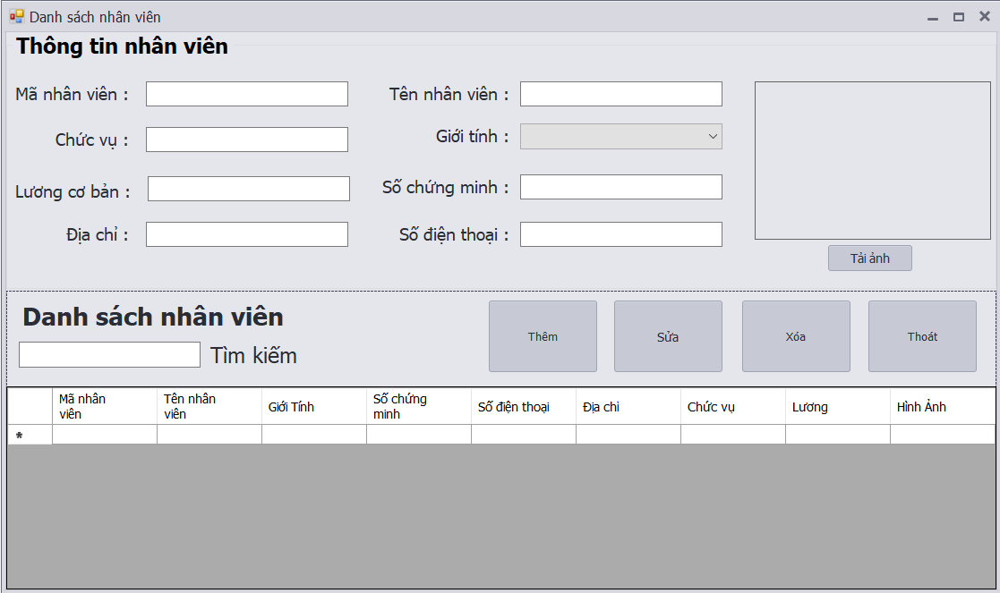 Danh sách nhân viên
Thông tin nhân viên
Mã nhân viên :
Tên nhân viên :
Chức vụ :
Giới tính :
Lương cơ bản :
Số chứng minh :
Địa chỉ :
Số điện thoại :
Tải ảnh
Danh sách nhân viên
Tìm kiếm
Thêm
Sửa
Xóa
Thoát
Mã nhân
viên
Tên nhân
viên
Giới Tính
Số chứng
minh
Số điện thoại
Địa chỉ
Chức vụ
Lương
Hình Ảnh
*